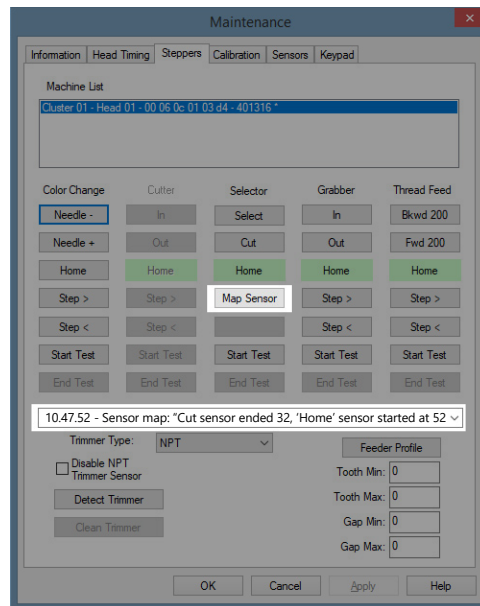 Maintenance
Information Head Timing Steppers Calibration Sensors Keypad
Machine List
Cluster 01 - Head 01 - 00 06 0c 01 03 d4 - 401316 *
Color Change Cutter Selector Grabber Thread Feed
Needle - In Select In Bkwd 200
Needle + Out Cut Out Fwd 200
Home Home Home Home Home
Step > Step > Map Sensor Step > Step >
Step < Step < Step < Step <
Start Test Start Test Start Test Start Test Start Test
End Test End Test End Test End Test End Test
10.47.52 - Sensor map: “Cut sensor ended 32, ‘Home’ sensor started at 52
Trimmer Type: NPT Feeder Profile
Disable NPT
Trimmer Sensor
Tooth Min: 0
Detect Trimmer Tooth Max: 0
Clean Trimmer Gap Min: 0
Gap Max: 0
OK Cancel Apply Help